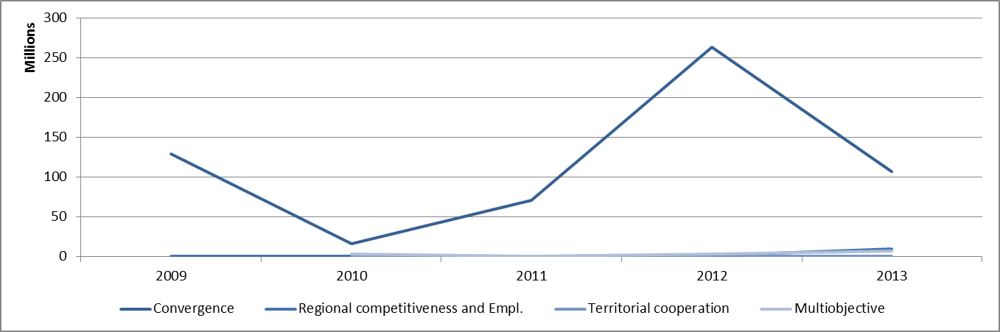 Millions
300
250
200
150
100
50
0
2009 2010 2011 2012 2013
Convergence Regional competitiveness and Empl. Territorial cooperation Multiobjective